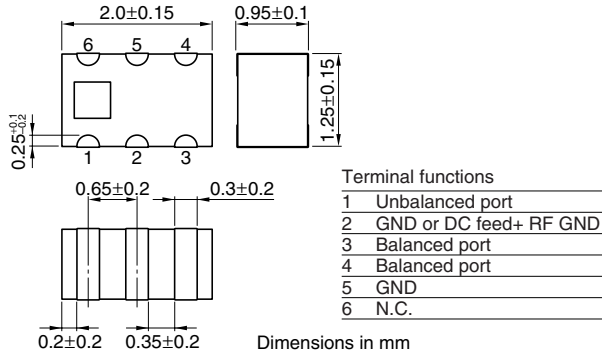 2.0±0.15
0.95±0.1
6 5 4
1.25±0.15
0.25+0.1 -0.2
1 2 3
0.65±0.2
0.3±0.2
0.2±0.2
0.35±0.2
Dimensions in mm
Terminal functions
1 Unbalanced port
2 GND or DC feed+ RF GND
3 Balanced port
4 Balanced port
5 GND
6 N.C.